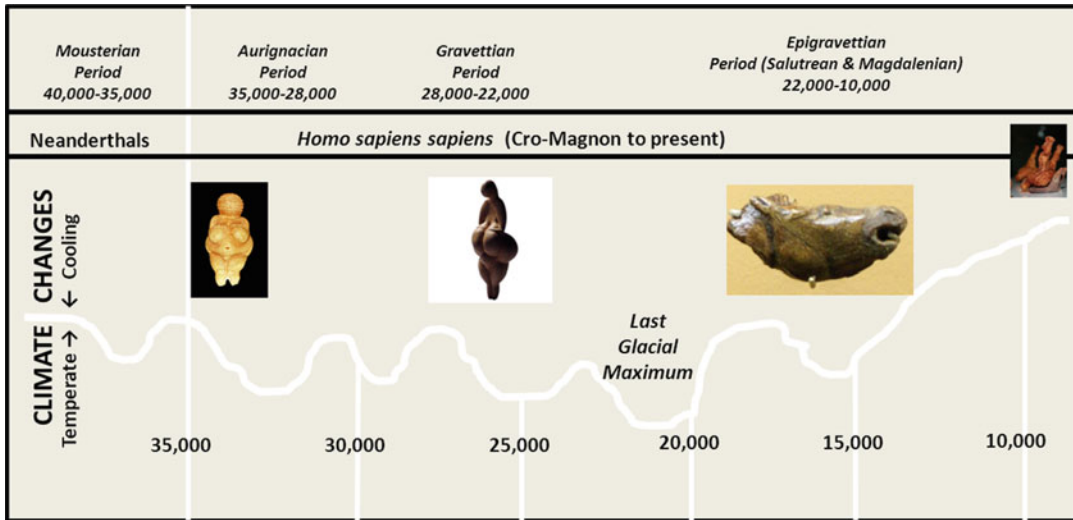 Mousterian
Period
40,000-35,000
Aurignacian
Period
35,000-28,000
Gravettian
Period
28,000-22,000
Epigravettian
Period (Salutrean & Magdalenian)
22,000-10,000
Neanderthals
Homo sapiens sapiens (Cro-Magnon to present)
CLIMATE CHANGES
Temperate → ← Cooling
Last
Glacial
Maximum
35,000
30,000
25,000
20,000
15,000
10,000